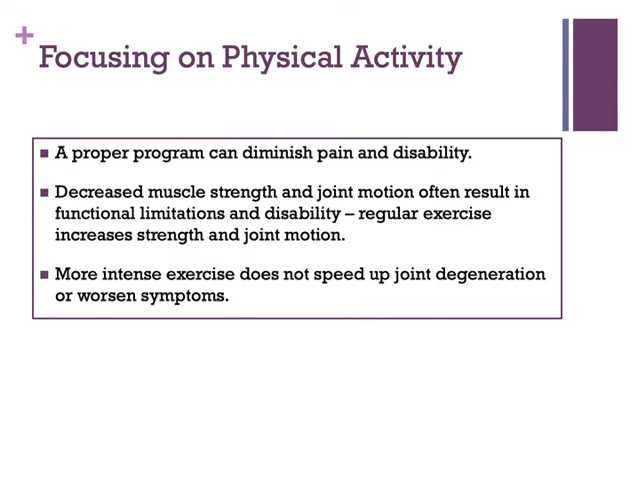 +
Focusing on Physical Activity
■ A proper program can diminish pain and disability.
■ Decreased muscle strength and joint motion often result in
functional limitations and disability – regular exercise
increases strength and joint motion.
■ More intense exercise does not speed up joint degeneration
or worsen symptoms.